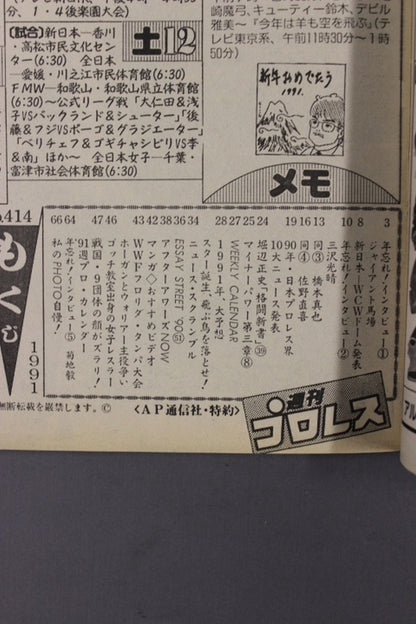 分、1・4後楽園大会)
土12
〔試合〕新日本—香川
・高松市民文化セン
ター(6:30) 全日本
—愛媛・川之江市民体育館(6:30)
FMW—和歌山・和歌山県立体育館
(6:30)〜公式リーグ戦「大仁田&浅
子VSバックランド&シューター」「後
藤&フジVSボーゴ&グラジエーター」
「ベリチェフ&ゴギチャシビリVS李
&南」ほか〜 全日本女子—千葉・
富津市社会体育館(6:30)
崎魔弓、キューティー鈴木、デビル
雅美〜「今年は羊も空を飛ぶ」(テ
レビ東京系、午前11時30分〜1時
50分)
新年おめでとう
1991.
メモ
No.414
もくじ
1991
3 年忘れ!インタビュー①
ジャイアント馬場
8 新日本−WCWドーム発表
10 年忘れ!インタビュー②
三沢光晴
13 同③ 橋本真也
16 同④ 佐野直喜
19 90年・日本プロレス界
10大ニュース発表
24 堀辺正史「格闘新書」㊴
25 マイナー・パワー第三章⑧
27 WEEKLY CALENDAR
28 1991年、大予想
スター誕生、飛ぶ鳥を落とせ!
34 ニュース・スクランブル
36 ESSAY STREET '90 51
38 アフター・アワーズNOW
42 マンガ◇おすすめビデオ
43 WWFフロリダ・タンパ大会
ホーガンとウォリアー主役争い
46 ゴッチ教室出身の女子レスラー
47 戦国・9団体の顔がズラリ!
'91週プロ・カレンダー
64 年忘れ!インタビュー⑤ 菊地毅
66 私のPHOTO自慢!
無断転載を厳禁します。© 〈AP通信社・特約〉
週刊
プロレス